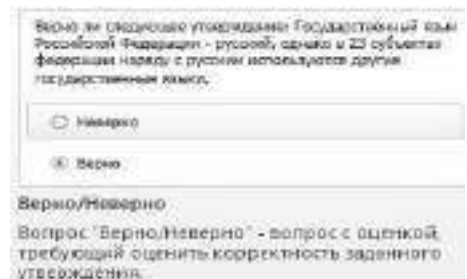 Верно ли следующее утверждение: Государственный язык
Российской Федерации - русский, однако в 23 субъектах
федерации наряду с русским используются другие
государственные языки.
Неверно
Верно
Верно/Неверно
Вопрос "Верно/Неверно" - вопрос с оценкой,
требующий оценить корректность заданного
утверждения.